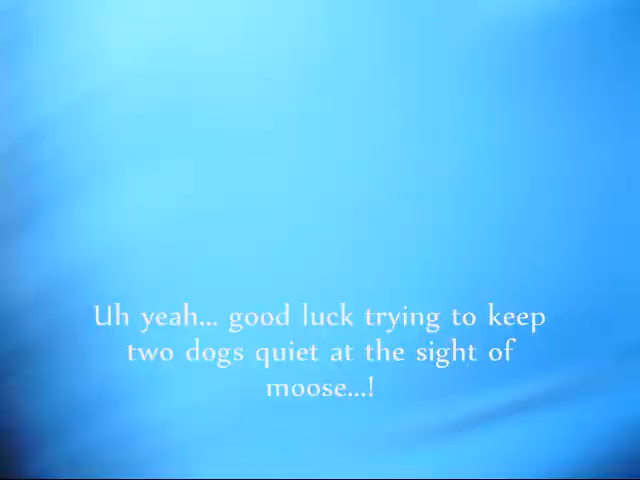 Uh yeah... good luck trying to keep
two dogs quiet at the sight of
moose...!